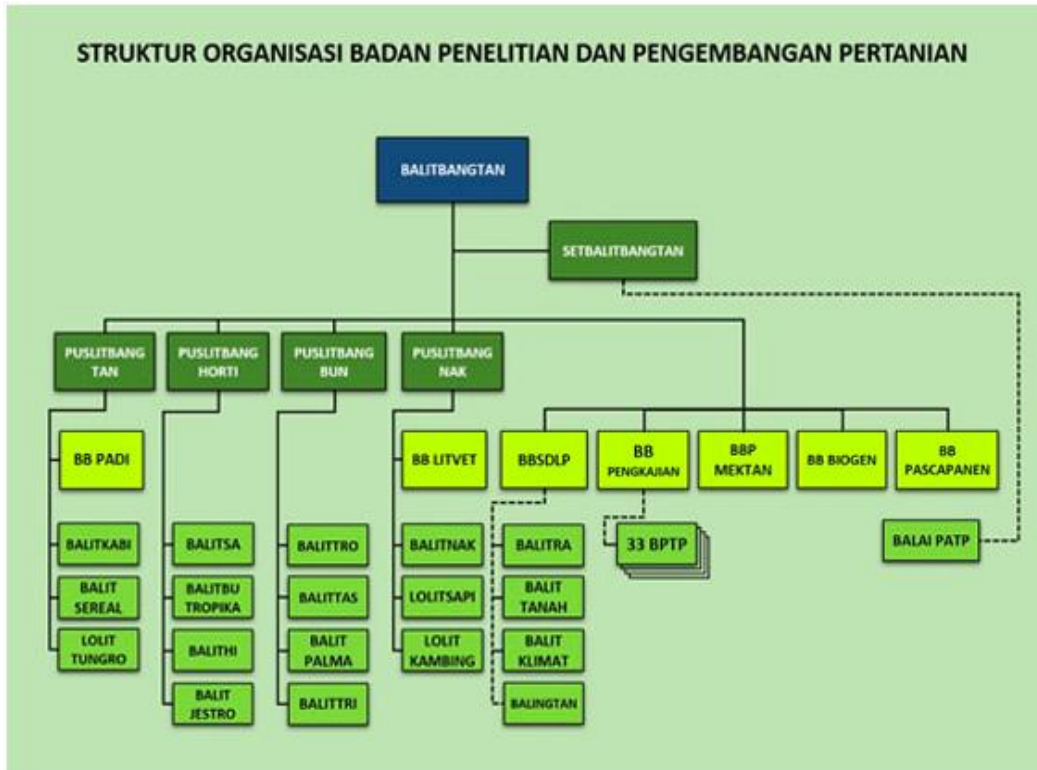 STRUKTUR ORGANISASI BADAN PENELITIAN DAN PENGEMBANGAN PERTANIAN
BALITBANGTAN
SETBALITBANGTAN
PUSLITBANG
TAN
PUSLITBANG
HORTI
PUSLITBANG
BUN
PUSLITBANG
NAK
BB PADI
BB LITVET
BBSDLP
BB
PENGKAJIAN
BBP
MEKTAN
BB BIOGEN
BB
PASCAPANEN
BALITKABI
BALITSA
BALITTRO
BALITNAK
BALITRA
33 BPTP
BALAI PATP
BALIT
SEREAL
BALITBU
TROPIKA
BALITTAS
LOLITSAPI
BALIT
TANAH
LOLIT
TUNGRO
BALITHI
BALIT
PALMA
LOLIT
KAMBING
BALIT
KLIMAT
BALIT
JESTRO
BALITTRI
BALINGTAN